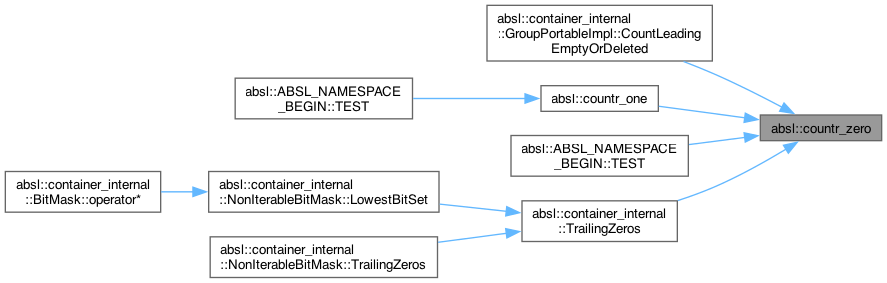 absl::container_internal
::GroupPortableImpl::CountLeading
EmptyOrDeleted
absl::ABSL_NAMESPACE
_BEGIN::TEST
absl::countr_one
absl::countr_zero
absl::ABSL_NAMESPACE
_BEGIN::TEST
absl::container_internal
::BitMask::operator*
absl::container_internal
::NonIterableBitMask::LowestBitSet
absl::container_internal
::TrailingZeros
absl::container_internal
::NonIterableBitMask::TrailingZeros